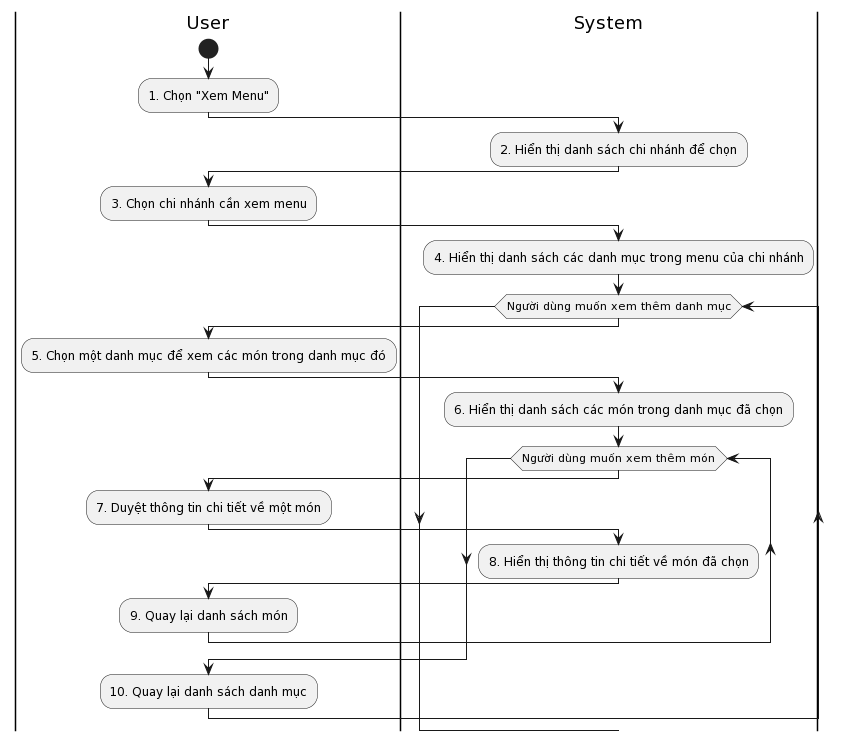 User
System
1. Chọn "Xem Menu"
2. Hiển thị danh sách chi nhánh để chọn
3. Chọn chi nhánh cần xem menu
4. Hiển thị danh sách các danh mục trong menu của chi nhánh
Người dùng muốn xem thêm danh mục
5. Chọn một danh mục để xem các món trong danh mục đó
6. Hiển thị danh sách các món trong danh mục đã chọn
Người dùng muốn xem thêm món
7. Duyệt thông tin chi tiết về một món
8. Hiển thị thông tin chi tiết về món đã chọn
9. Quay lại danh sách món
10. Quay lại danh sách danh mục